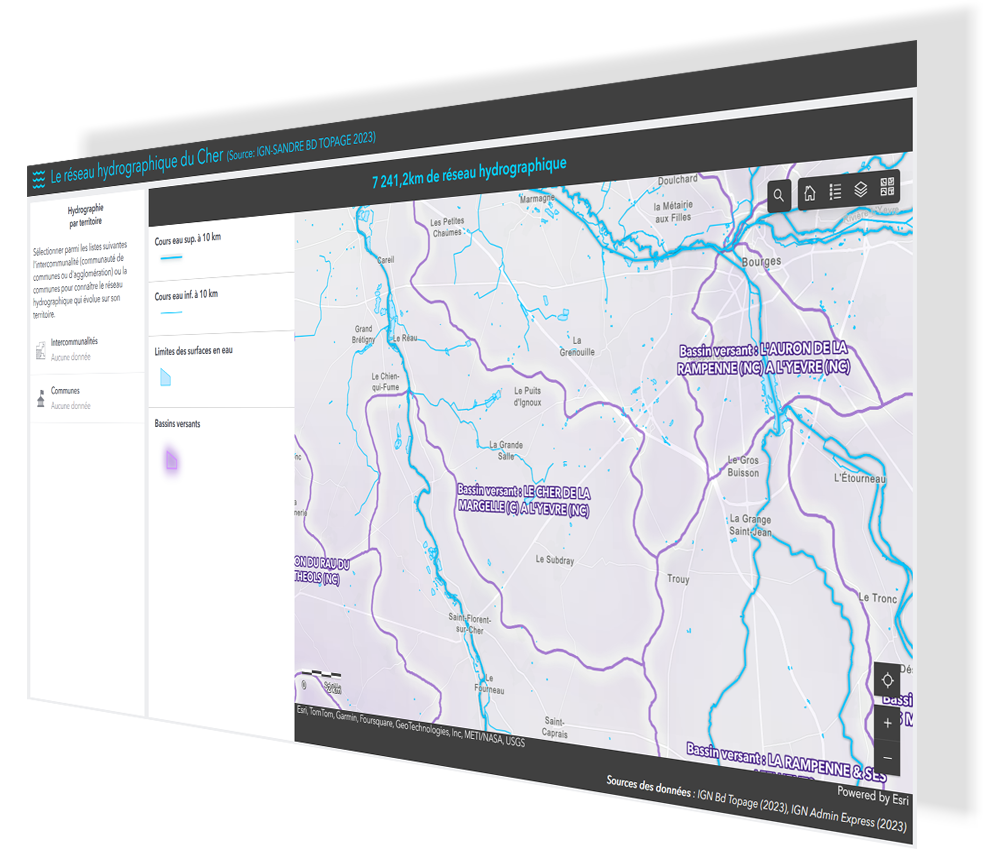 Le réseau hydrographique du Cher (Source: IGN-SANDRE BD TOPAGE 2023)
7 241,2km de réseau hydrographique
Hydrographie
par territoire
Sélectionner parmi les listes suivantes
l'intercommunalité (communauté de
communes ou d'agglomération) ou la
communes pour connaître le réseau
hydrographique qui évolue sur son
territoire.
Intercommunalités
Aucune donnée
Communes
Aucune donnée
Cours eau sup. à 10 km
Cours eau inf. à 10 km
Limites des surfaces en eau
Bassins versants
Doulchard
Marmagne
la Métairie
aux Filles
Les Petites
Chaumes
Bourges
Gareil
Grand
Brétigny
Le Réau
La
Grenouille
Bassin versant : L'AURON DE LA
RAMPENNE (NC) A L'YEVRE (NC)
Le Chien-
qui-Fume
Le Puits
d'Ignoux
La Grande
Salle
Le Gros
Buisson
L'Étourneau
Bassin versant : LE CHER DE LA
MARGELLE (C) A L'YEVRE (NC)
La Grange
Saint-Jean
ON DU RAU DU
THEOLS (NC)
Le Subdray
Trouy
Le Tronc
Saint-Florent-
sur-Cher
Le
Fourneau
Saint-
Caprais
Bassi
Bassin versant : LA RAMPENNE & SES
0
Esri, TomTom, Garmin, Foursquare, GeoTechnologies, Inc, METI/NASA, USGS
Powered by Esri
Sources des données : IGN Bd Topage (2023), IGN Admin Express (2023)